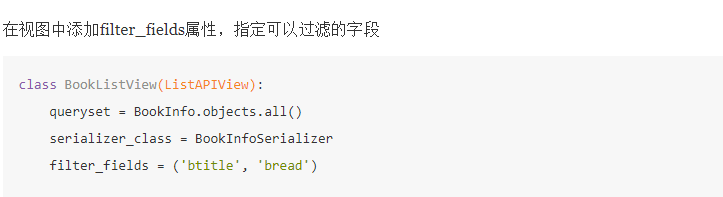 在视图中添加filter_fields属性，指定可以过滤的字段
class BookListView(ListAPIView):
    queryset = BookInfo.objects.all()
    serializer_class = BookInfoSerializer
    filter_fields = ('btitle', 'bread')